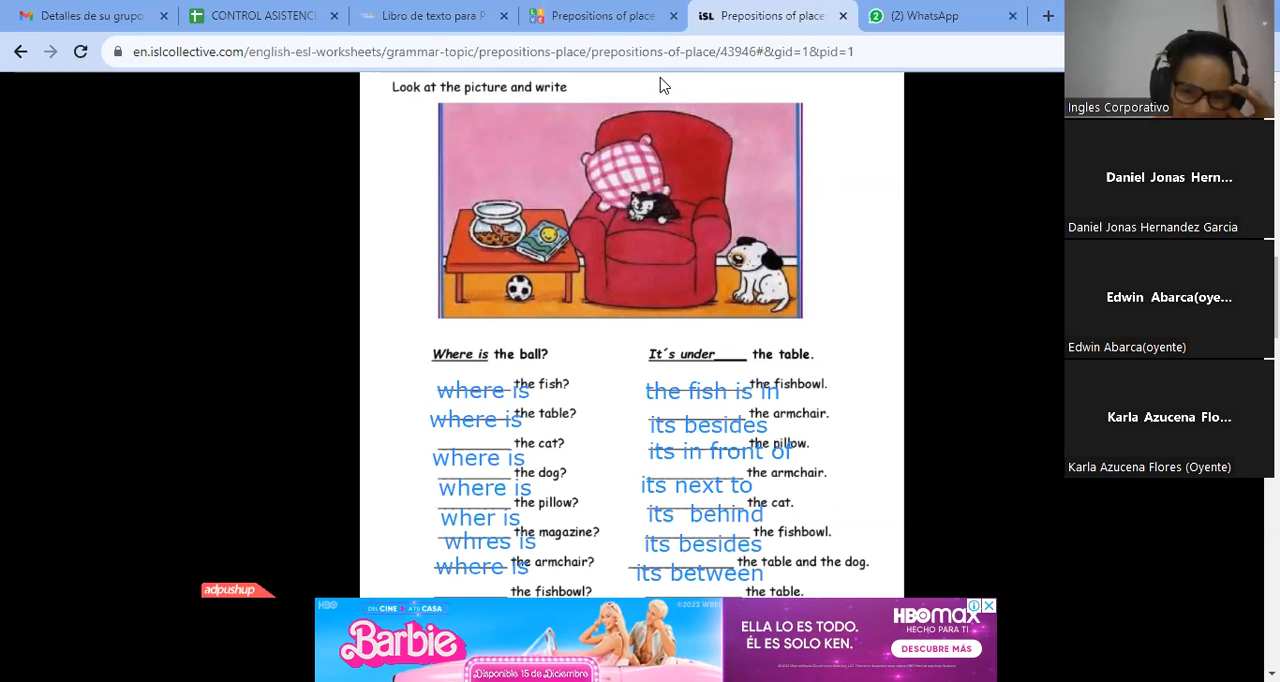 Detalles de su grupo
CONTROL ASISTENCI
Libro de texto para P
Prepositions of place
iSL Prepositions of place
(2) WhatsApp
en.islcollective.com/english-esl-worksheets/grammar-topic/prepositions-place/prepositions-of-place/43946#&gid=1&pid=1
Look at the picture and write
Where is the ball? It´s under____ the table.
where is the fish? the fish is in the fishbowl.
where is the table? its besides the armchair.
where is the cat? its in front of the pillow.
where is the dog? its next to the armchair.
wher is the pillow? its behind the cat.
whres is the magazine? its besides the fishbowl.
where is the armchair? its between the table and the dog.
the fishbowl? the table.
adpushup
HBO
DEL CINE A TU CASA
Barbie
Disponible 15 de Diciembre
ELLA LO ES TODO.
ÉL ES SOLO KEN.
HBOMAX
HECHO PARA TI
DESCUBRE MÁS
Ingles Corporativo
Daniel Jonas Hern...
Daniel Jonas Hernandez Garcia
Edwin Abarca(oye...
Edwin Abarca(oyente)
Karla Azucena Flo...
Karla Azucena Flores (Oyente)